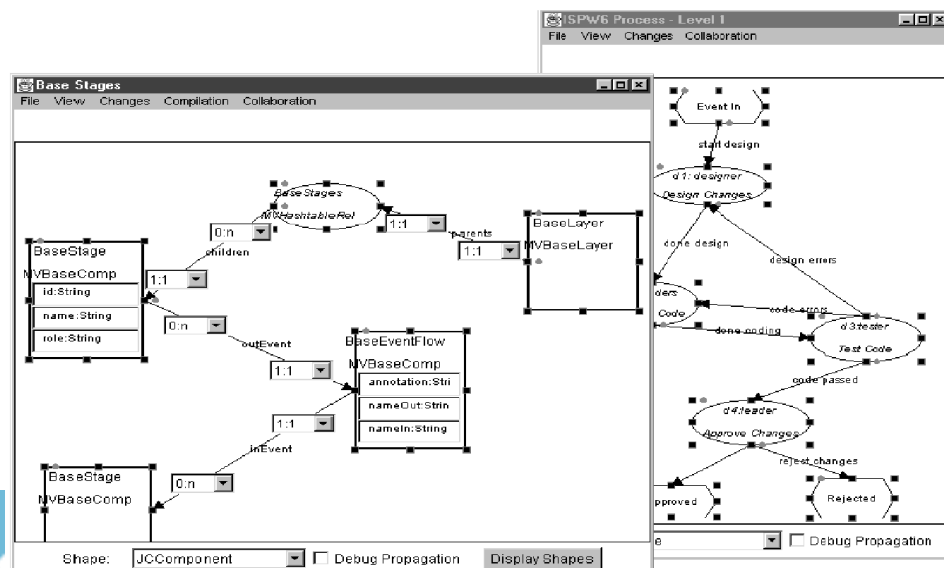 ISPW6 Process - Level 1
File View Changes Collaboration
Event In
start design
d1: designer
Design Changes
done design
design errors
Code
code errors
done coding
d3:tester
Test Code
code passed
d4:leader
Approve Changes
reject changes
Rejected
Debug Propagation
Base Stages
File View Changes Compilation Collaboration
BaseStages
MVHashtableRel
0:n
children
1:1
1:1
parents
1:1
BaseLayer
MVBaseLayer
BaseStage
MVBaseComp
id:String
name:String
role:String
0:n
outEvent
1:1
BaseEventFlow
MVBaseComp
annotation:Stri
nameOut:Strin
nameIn:String
1:1
inEvent
0:n
BaseStage
MVBaseComp
Shape: JCComponent Debug Propagation Display Shapes